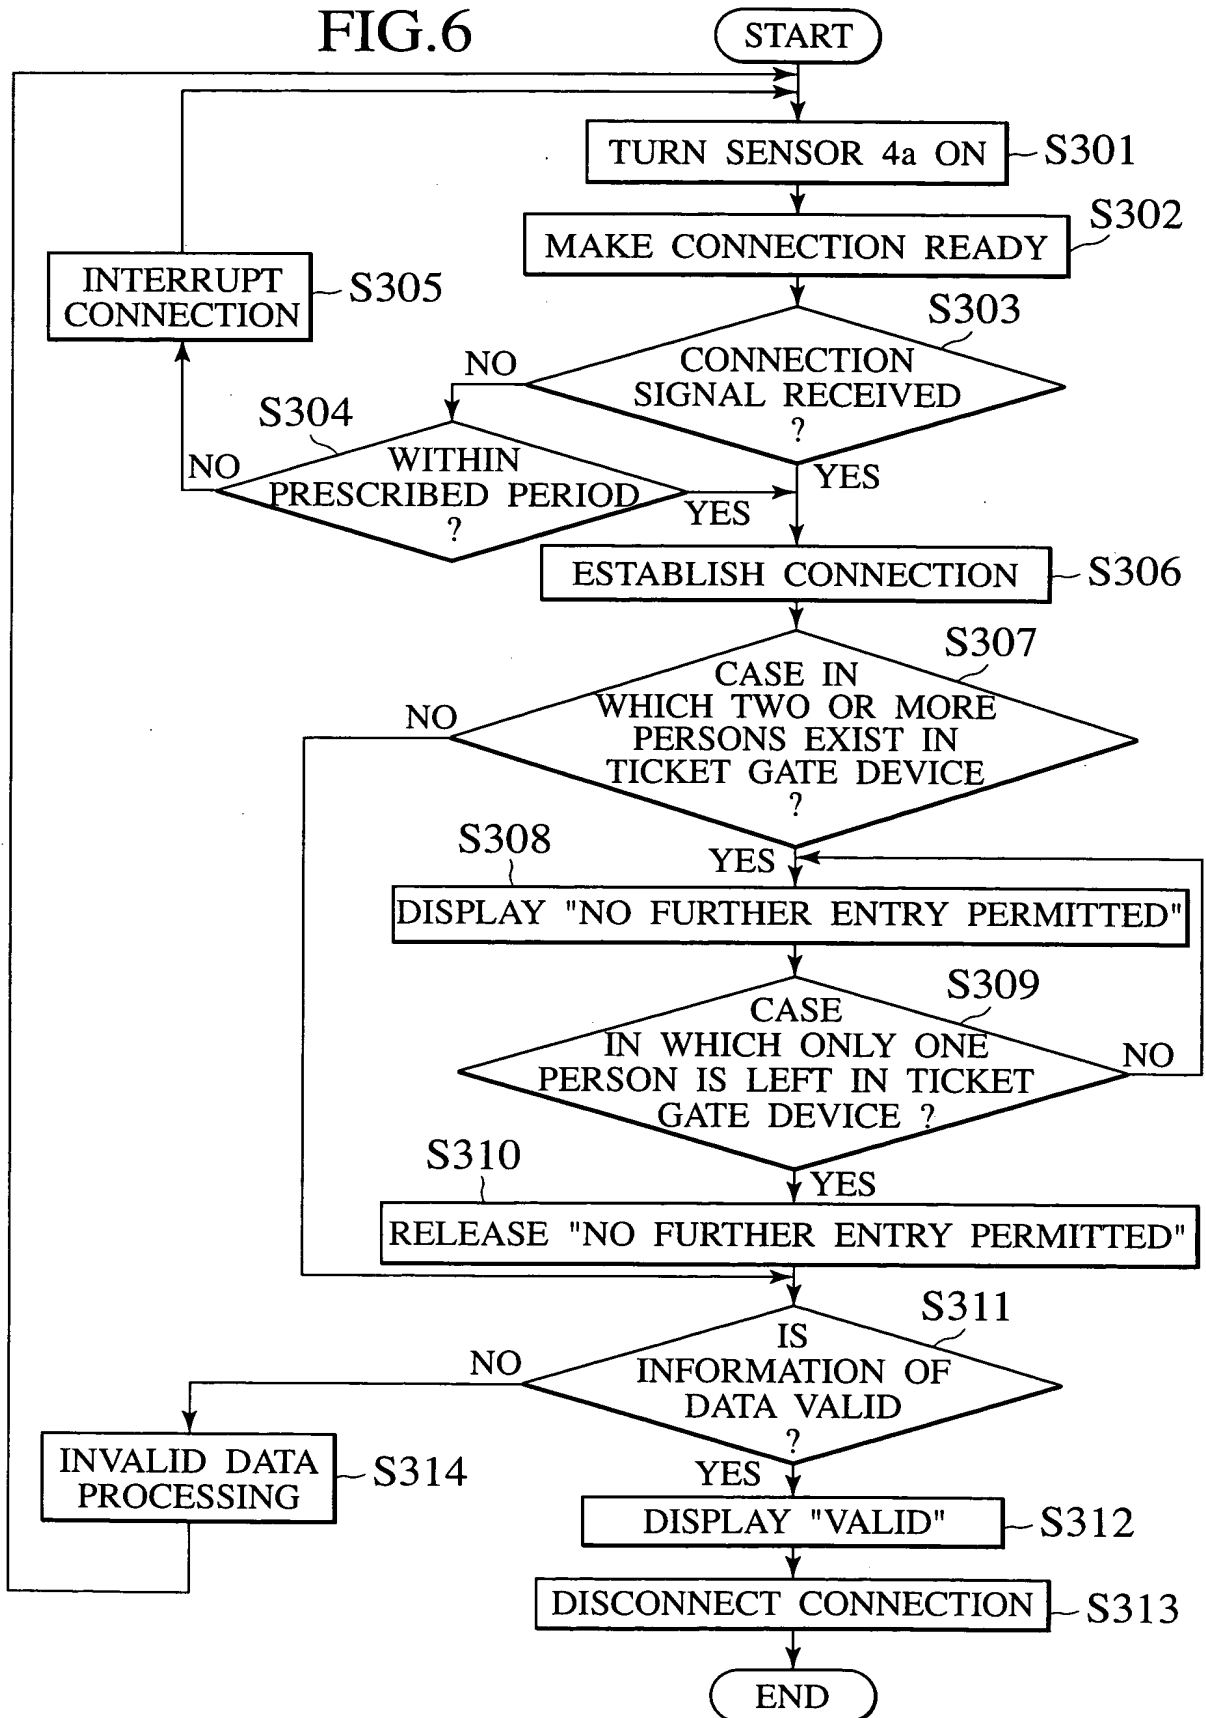 FIG.6
START
TURN SENSOR 4a ON
S301
MAKE CONNECTION READY
S302
INTERRUPT
CONNECTION
S305
S303
CONNECTION
SIGNAL RECEIVED
?
NO
YES
S304
WITHIN
PRESCRIBED PERIOD
?
NO
YES
ESTABLISH CONNECTION
S306
S307
CASE IN
WHICH TWO OR MORE
PERSONS EXIST IN
TICKET GATE DEVICE
?
NO
YES
S308
DISPLAY "NO FURTHER ENTRY PERMITTED"
S309
CASE
IN WHICH ONLY ONE
PERSON IS LEFT IN TICKET
GATE DEVICE ?
NO
YES
S310
RELEASE "NO FURTHER ENTRY PERMITTED"
S311
IS
INFORMATION OF
DATA VALID
?
NO
YES
INVALID DATA
PROCESSING
S314
DISPLAY "VALID"
S312
DISCONNECT CONNECTION
S313
END